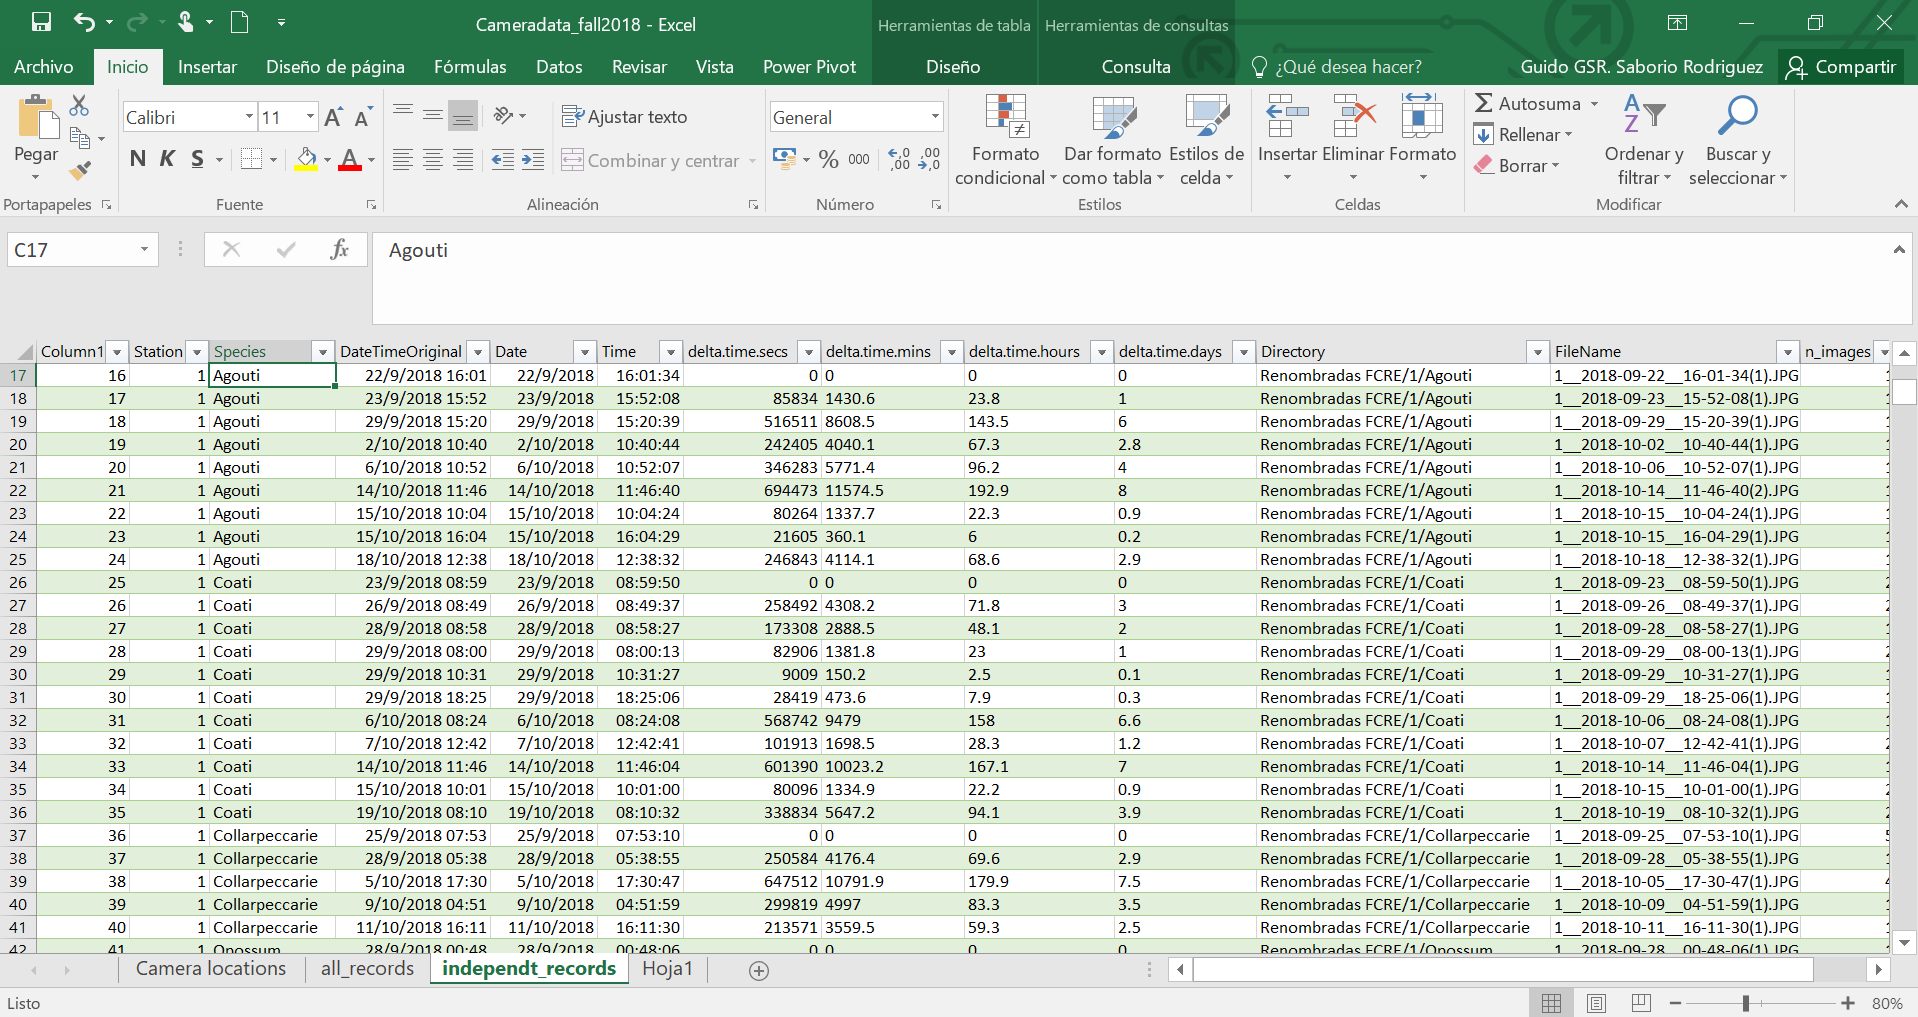 Cameradata_fall2018 - Excel
Herramientas de tabla
Herramientas de consultas
Archivo Inicio Insertar Diseño de página Fórmulas Datos Revisar Vista Power Pivot Diseño Consulta ¿Qué desea hacer? Guido GSR. Saborio Rodriguez Compartir
Pegar
Calibri 11 A A
N K S A
Ajustar texto
Combinar y centrar
General
% 000 ,00 ,0
Formato condicional
Dar formato como tabla
Estilos de celda
Insertar Eliminar Formato
Σ Autosuma
Rellenar
Borrar
Ordenar y filtrar
Buscar y seleccionar
Portapapeles Fuente Alineación Número Estilos Celdas Modificar
C17 fx Agouti
Column1 Station Species DateTimeOriginal Date Time delta.time.secs delta.time.mins delta.time.hours delta.time.days Directory FileName n_images
17 16 1 Agouti 22/9/2018 16:01 22/9/2018 16:01:34 0 0 0 0 Renombradas FCRE/1/Agouti 1__2018-09-22__16-01-34(1).JPG
18 17 1 Agouti 23/9/2018 15:52 23/9/2018 15:52:08 85834 1430.6 23.8 1 Renombradas FCRE/1/Agouti 1__2018-09-23__15-52-08(1).JPG
19 18 1 Agouti 29/9/2018 15:20 29/9/2018 15:20:39 516511 8608.5 143.5 6 Renombradas FCRE/1/Agouti 1__2018-09-29__15-20-39(1).JPG
20 19 1 Agouti 2/10/2018 10:40 2/10/2018 10:40:44 242405 4040.1 67.3 2.8 Renombradas FCRE/1/Agouti 1__2018-10-02__10-40-44(1).JPG
21 20 1 Agouti 6/10/2018 10:52 6/10/2018 10:52:07 346283 5771.4 96.2 4 Renombradas FCRE/1/Agouti 1__2018-10-06__10-52-07(1).JPG
22 21 1 Agouti 14/10/2018 11:46 14/10/2018 11:46:40 694473 11574.5 192.9 8 Renombradas FCRE/1/Agouti 1__2018-10-14__11-46-40(2).JPG
23 22 1 Agouti 15/10/2018 10:04 15/10/2018 10:04:24 80264 1337.7 22.3 0.9 Renombradas FCRE/1/Agouti 1__2018-10-15__10-04-24(1).JPG
24 23 1 Agouti 15/10/2018 16:04 15/10/2018 16:04:29 21605 360.1 6 0.2 Renombradas FCRE/1/Agouti 1__2018-10-15__16-04-29(1).JPG
25 24 1 Agouti 18/10/2018 12:38 18/10/2018 12:38:32 246843 4114.1 68.6 2.9 Renombradas FCRE/1/Agouti 1__2018-10-18__12-38-32(1).JPG
26 25 1 Coati 23/9/2018 08:59 23/9/2018 08:59:50 0 0 0 0 Renombradas FCRE/1/Coati 1__2018-09-23__08-59-50(1).JPG
27 26 1 Coati 26/9/2018 08:49 26/9/2018 08:49:37 258492 4308.2 71.8 3 Renombradas FCRE/1/Coati 1__2018-09-26__08-49-37(1).JPG
28 27 1 Coati 28/9/2018 08:58 28/9/2018 08:58:27 173308 2888.5 48.1 2 Renombradas FCRE/1/Coati 1__2018-09-28__08-58-27(1).JPG
29 28 1 Coati 29/9/2018 08:00 29/9/2018 08:00:13 82906 1381.8 23 1 Renombradas FCRE/1/Coati 1__2018-09-29__08-00-13(1).JPG
30 29 1 Coati 29/9/2018 10:31 29/9/2018 10:31:27 9009 150.2 2.5 0.1 Renombradas FCRE/1/Coati 1__2018-09-29__10-31-27(1).JPG
31 30 1 Coati 29/9/2018 18:25 29/9/2018 18:25:06 28419 473.6 7.9 0.3 Renombradas FCRE/1/Coati 1__2018-09-29__18-25-06(1).JPG
32 31 1 Coati 6/10/2018 08:24 6/10/2018 08:24:08 568742 9479 158 6.6 Renombradas FCRE/1/Coati 1__2018-10-06__08-24-08(1).JPG
33 32 1 Coati 7/10/2018 12:42 7/10/2018 12:42:41 101913 1698.5 28.3 1.2 Renombradas FCRE/1/Coati 1__2018-10-07__12-42-41(1).JPG
34 33 1 Coati 14/10/2018 11:46 14/10/2018 11:46:04 601390 10023.2 167.1 7 Renombradas FCRE/1/Coati 1__2018-10-14__11-46-04(1).JPG
35 34 1 Coati 15/10/2018 10:01 15/10/2018 10:01:00 80096 1334.9 22.2 0.9 Renombradas FCRE/1/Coati 1__2018-10-15__10-01-00(1).JPG
36 35 1 Coati 19/10/2018 08:10 19/10/2018 08:10:32 338834 5647.2 94.1 3.9 Renombradas FCRE/1/Coati 1__2018-10-19__08-10-32(1).JPG
37 36 1 Collarpeccarie 25/9/2018 07:53 25/9/2018 07:53:10 0 0 0 0 Renombradas FCRE/1/Collarpeccarie 1__2018-09-25__07-53-10(1).JPG
38 37 1 Collarpeccarie 28/9/2018 05:38 28/9/2018 05:38:55 250584 4176.4 69.6 2.9 Renombradas FCRE/1/Collarpeccarie 1__2018-09-28__05-38-55(1).JPG
39 38 1 Collarpeccarie 5/10/2018 17:30 5/10/2018 17:30:47 647512 10791.9 179.9 7.5 Renombradas FCRE/1/Collarpeccarie 1__2018-10-05__17-30-47(1).JPG
40 39 1 Collarpeccarie 9/10/2018 04:51 9/10/2018 04:51:59 299819 4997 83.3 3.5 Renombradas FCRE/1/Collarpeccarie 1__2018-10-09__04-51-59(1).JPG
41 40 1 Collarpeccarie 11/10/2018 16:11 11/10/2018 16:11:30 213571 3559.5 59.3 2.5 Renombradas FCRE/1/Collarpeccarie 1__2018-10-11__16-11-30(1).JPG
42 41 1 Opossum 28/9/2018 00:48 28/9/2018 00:48:06 0 0 0 0 Renombradas FCRE/1/Opossum 1__2018-09-28__00-48-06(1).JPG
Camera locations all_records independt_records Hoja1
Listo 80%